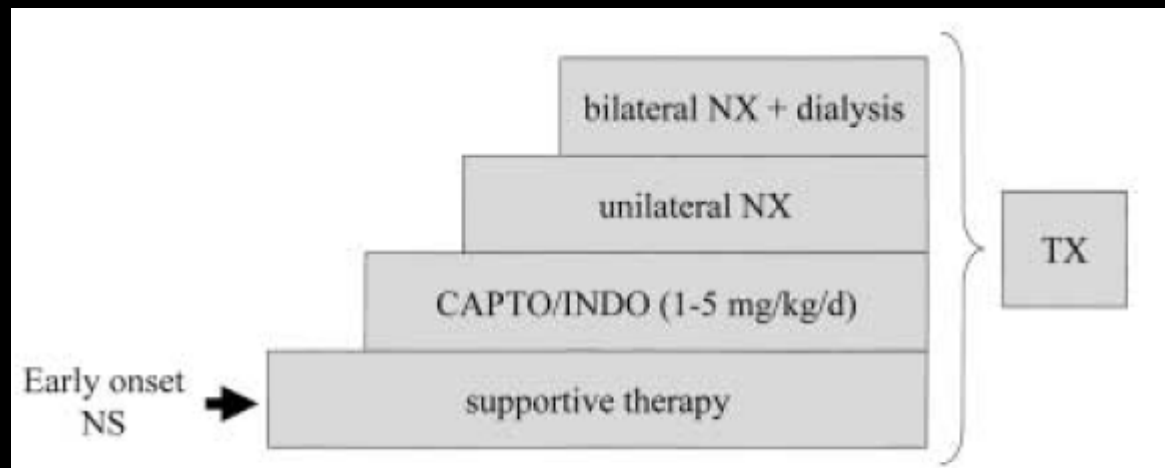 bilateral NX + dialysis
unilateral NX
TX
CAPTO/INDO (1-5 mg/kg/d)
Early onset
NS
supportive therapy